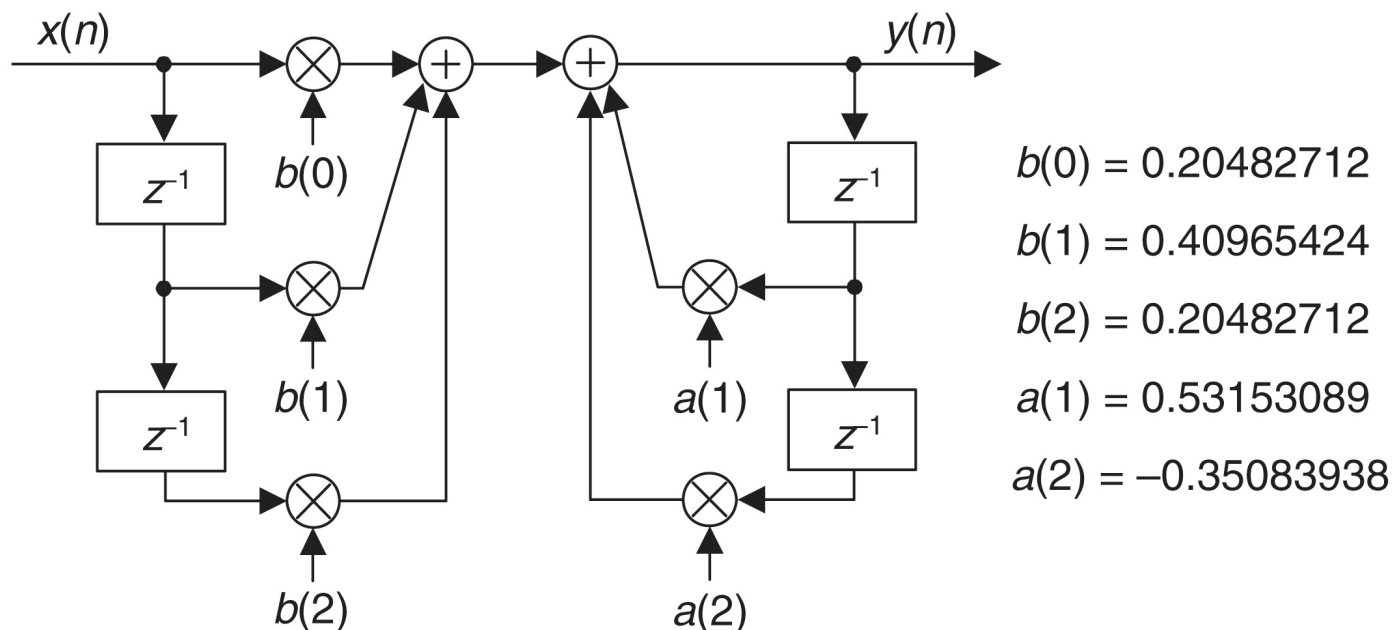 x(n)
y(n)
+
+
b(0)
z⁻¹
z⁻¹
b(0) = 0.20482712
b(1) = 0.40965424
b(2) = 0.20482712
a(1) = 0.53153089
a(2) = –0.35083938
b(1)
a(1)
z⁻¹
z⁻¹
b(2)
a(2)